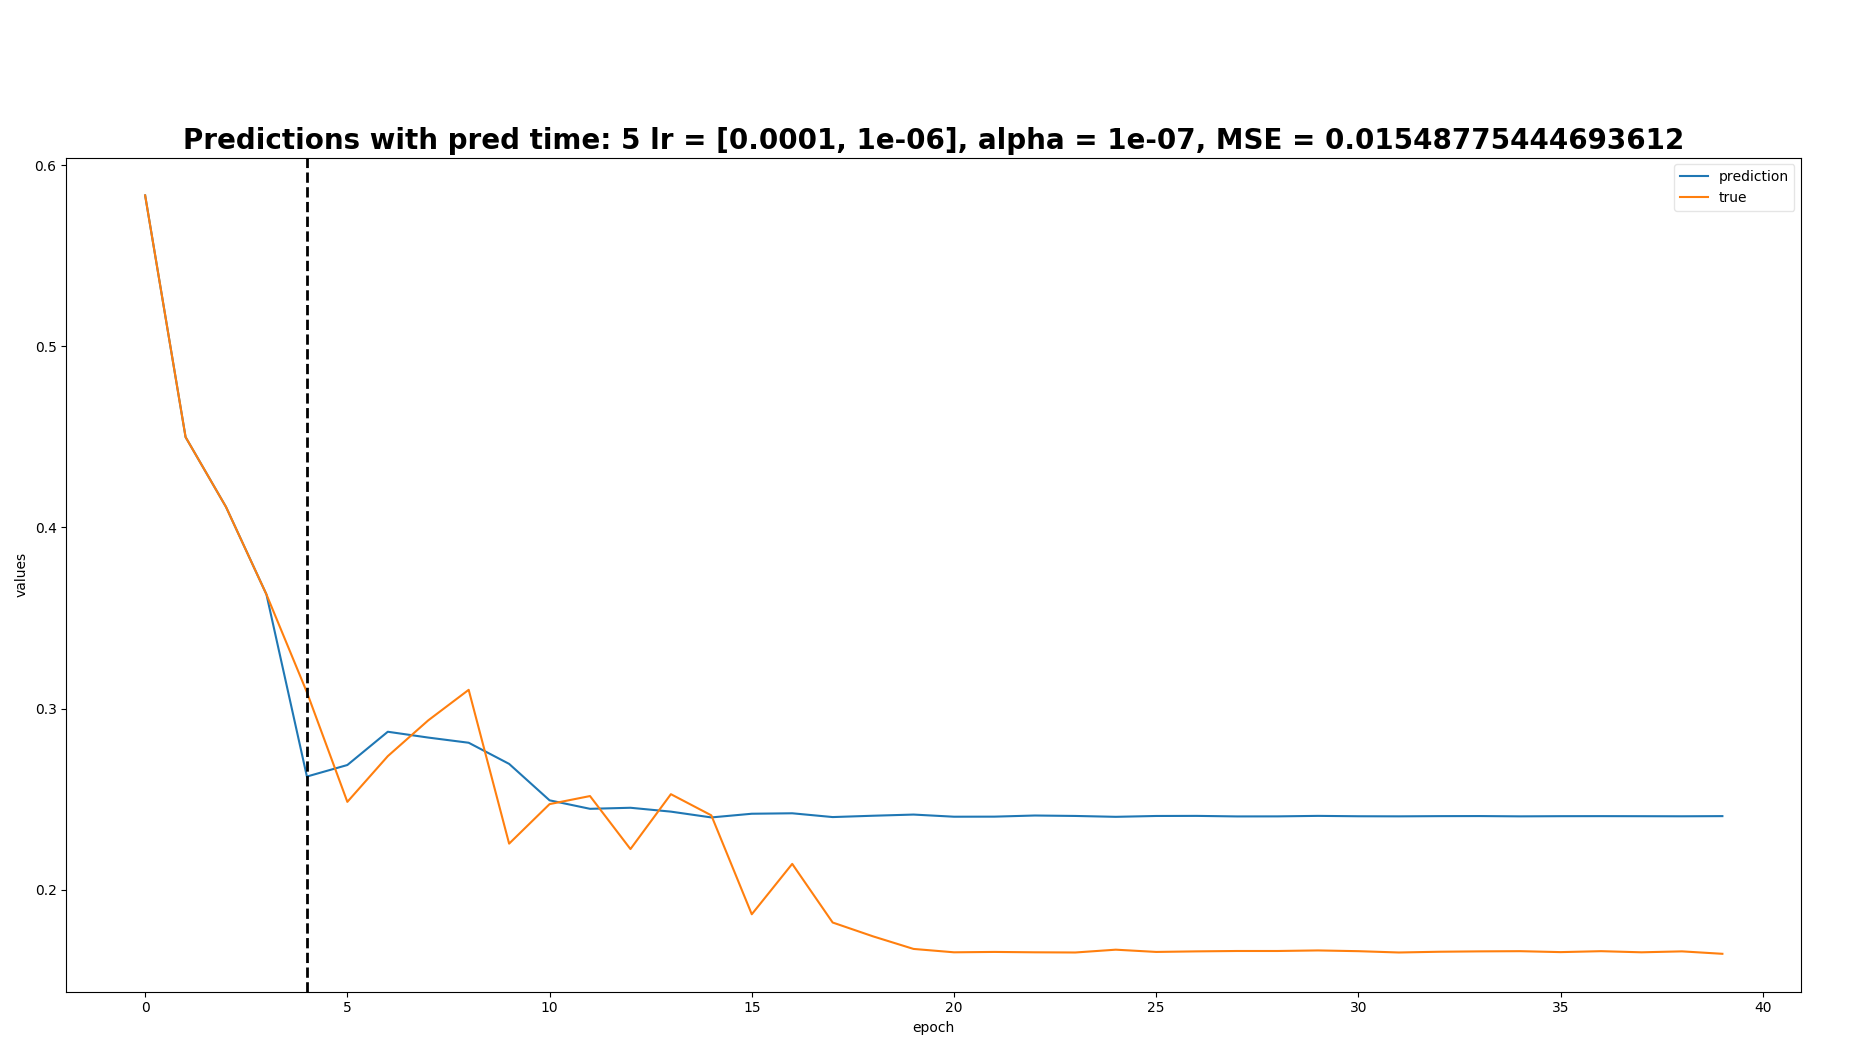 Predictions with pred time: 5 lr = [0.0001, 1e-06], alpha = 1e-07, MSE = 0.01548775444693612
prediction
true
0.6
0.5
0.4
0.3
0.2
values
0 5 10 15 20 25 30 35 40
epoch